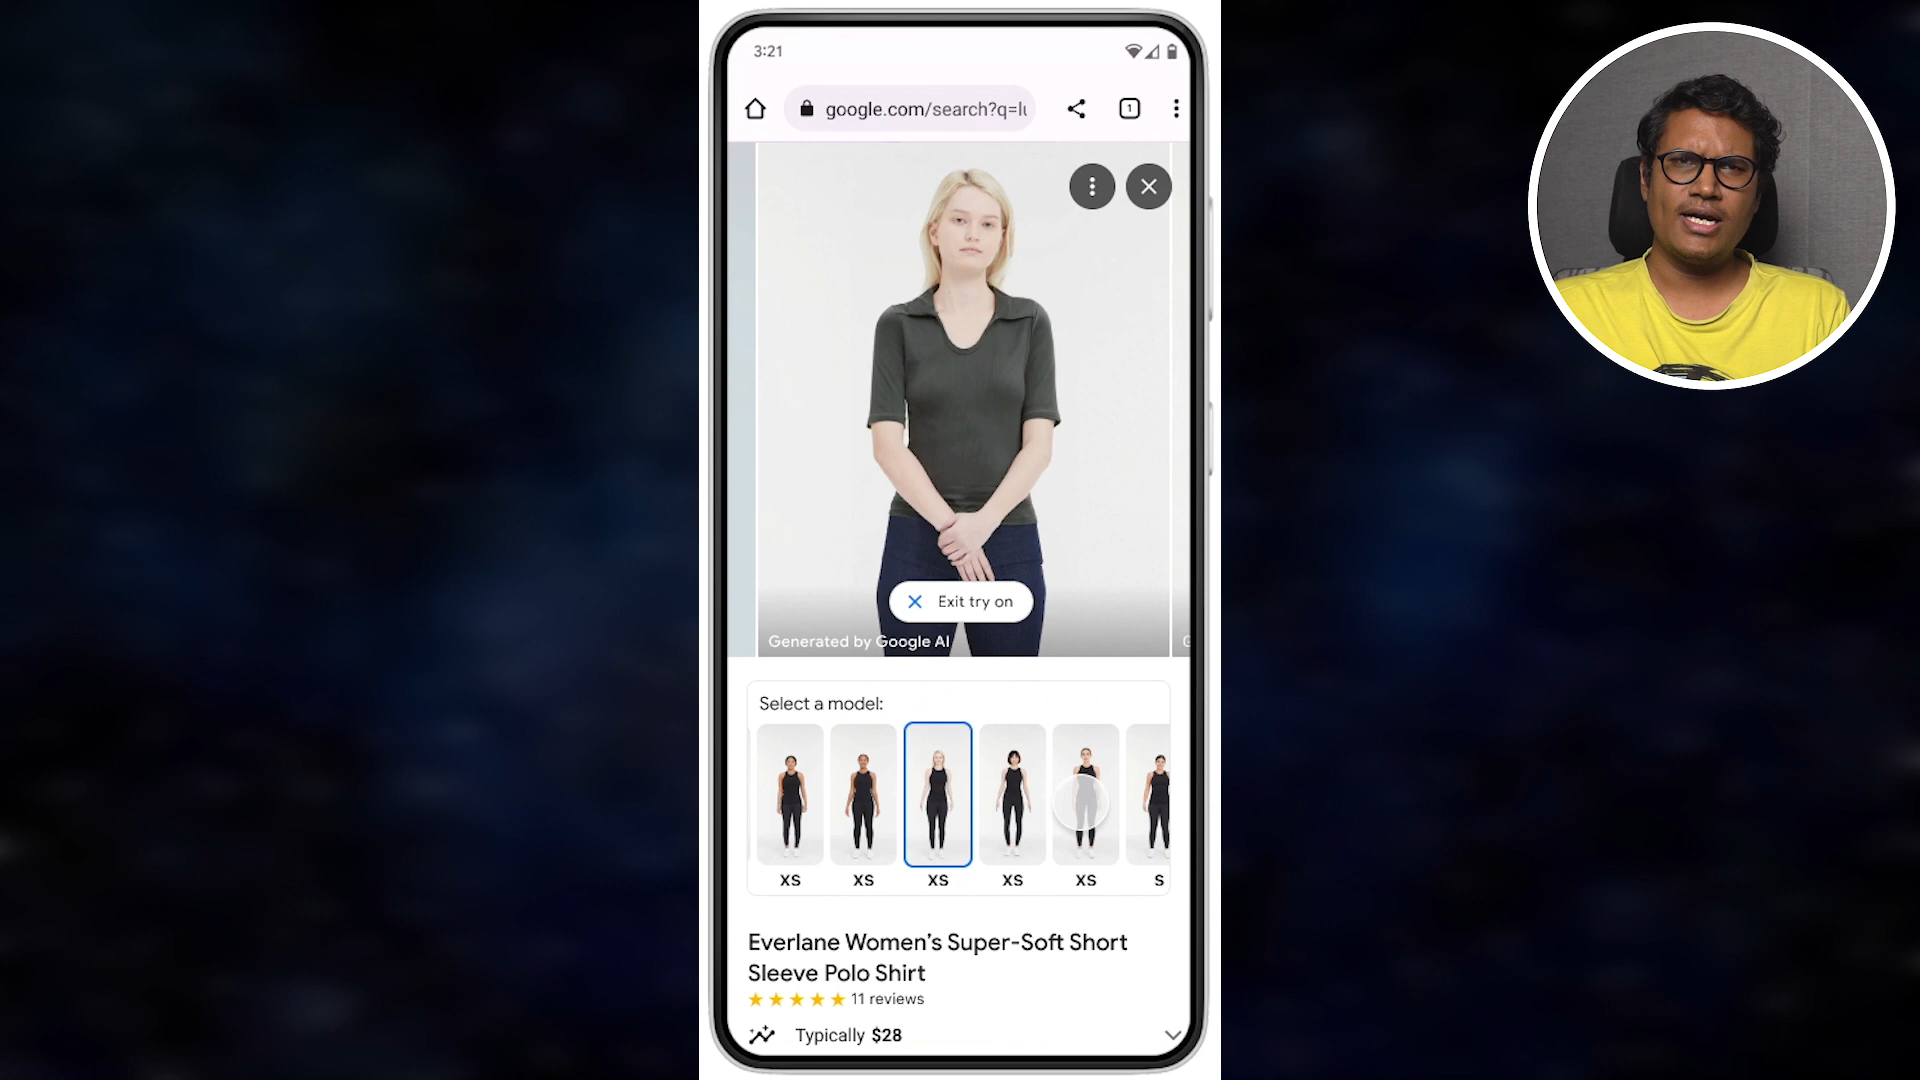 3:21
google.com/search?q=lu
1
Exit try on
Generated by Google AI
G
Select a model:
XS
XS
XS
XS
XS
S
Everlane Women’s Super-Soft Short
Sleeve Polo Shirt
11 reviews
Typically $28